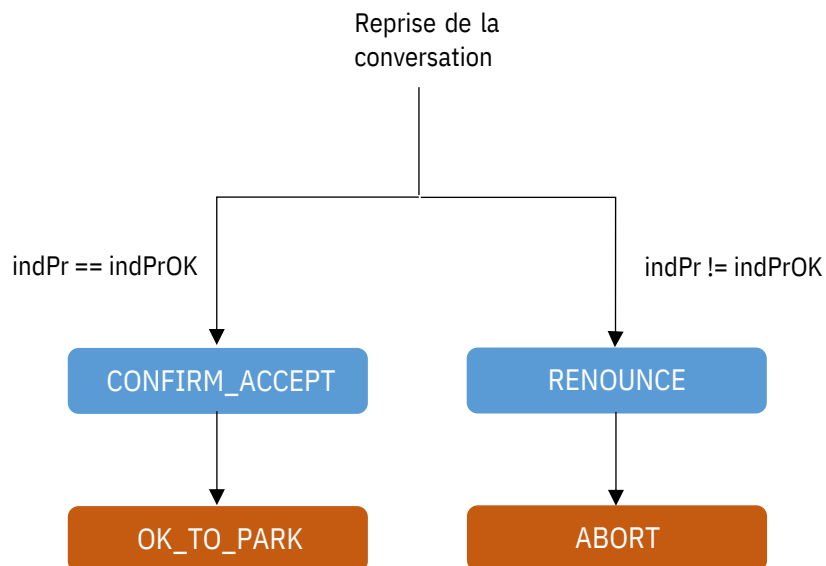 Reprise de la
conversation
indPr == indPrOK
indPr != indPrOK
CONFIRM_ACCEPT
RENOUNCE
OK_TO_PARK
ABORT